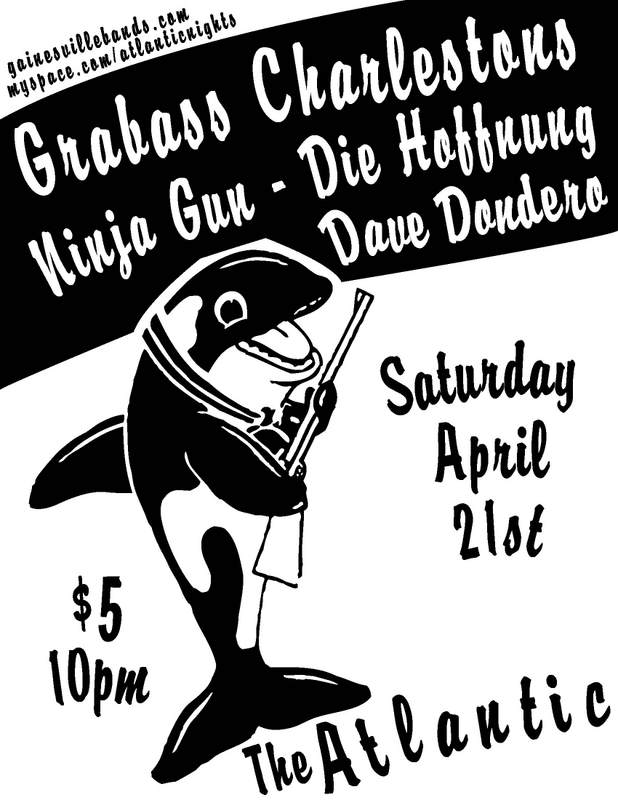 gainesvillebands.com
myspace.com/atlanticnights
Grabass Charlestons
Ninja Gun - Die Hoffnung
Dave Dondero
Saturday
April
21st
$5
10pm
The Atlantic